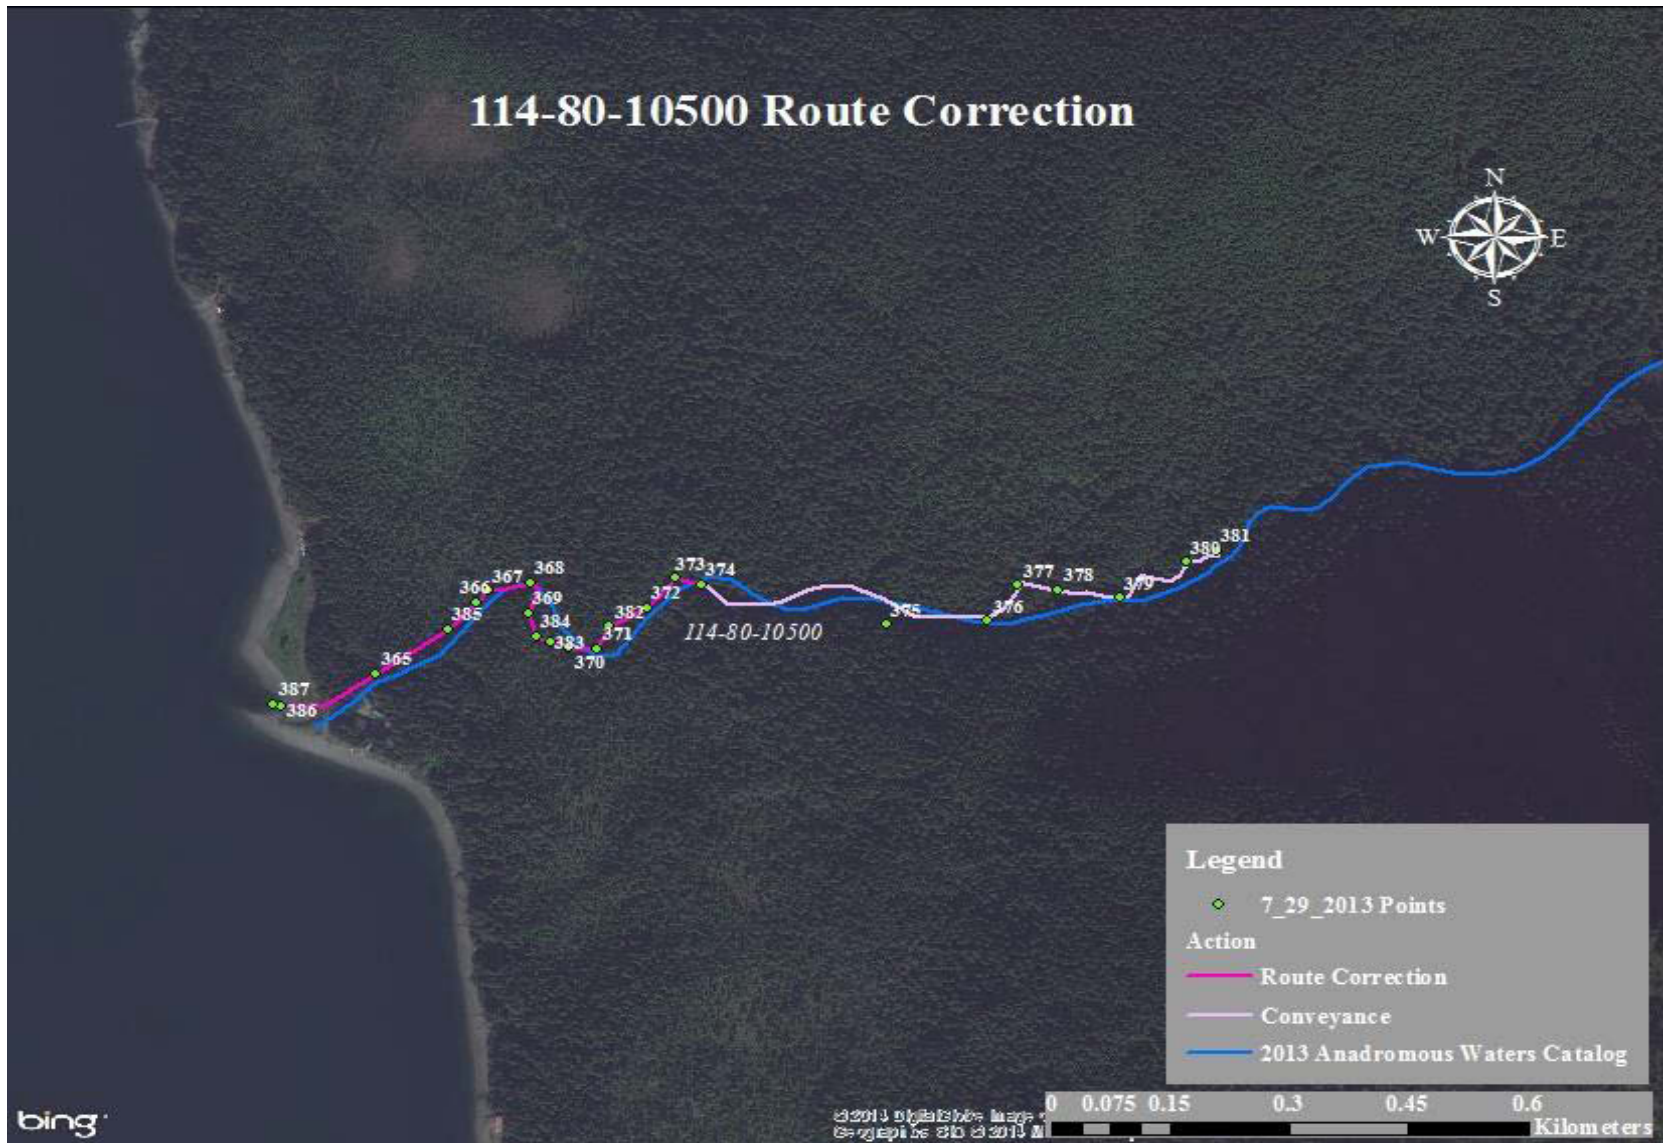 114-80-10500 Route Correction
N
W E
S
381
380
368
373
374
377
378
367
366
379
369
372
385
382
375
376
384
371
114-80-10500
383
370
365
387
386
Legend
7_29_2013 Points
Action
Route Correction
Conveyance
2013 Anadromous Waters Catalog
0 0.075 0.15 0.3 0.45 0.6
Kilometers
bing